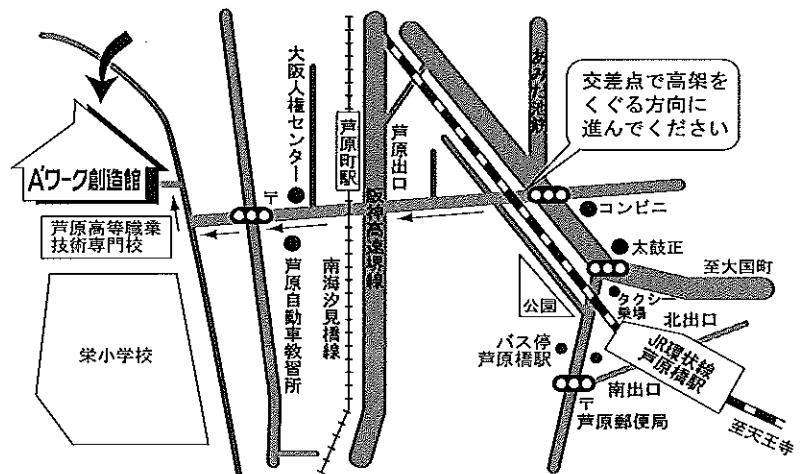 大阪人権センター
芦原町駅
芦原出口
あみだ池筋
交差点で高架を
くぐる方向に
進んでください
A'ワーク創造館
〒
阪神高速堺線
コンビニ
芦原高等職業
技術専門校
芦原自動車教習所
南海汐見橋線
太鼓正
至大国町
公園
タクシー
乗場
北出口
栄小学校
バス停
芦原橋駅
JR環状線
芦原橋駅
南出口
〒
芦原郵便局
至天王寺